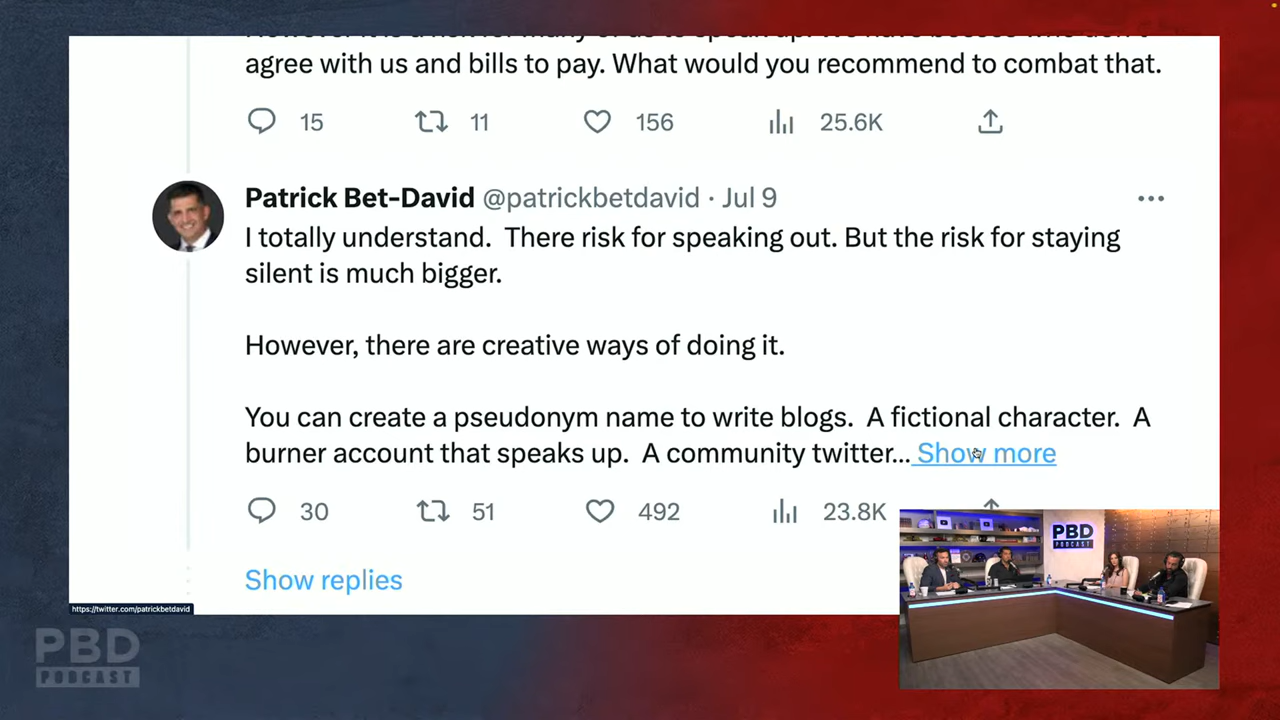 agree with us and bills to pay. What would you recommend to combat that.
15 11 156 25.6K
Patrick Bet-David @patrickbetdavid · Jul 9
I totally understand.  There risk for speaking out. But the risk for staying
silent is much bigger.
However, there are creative ways of doing it.
You can create a pseudonym name to write blogs.  A fictional character.  A
burner account that speaks up.  A community twitter... Show more
30 51 492 23.8K
Show replies
https://twitter.com/patrickbetdavid
PBD
PODCAST
PBD
PODCAST